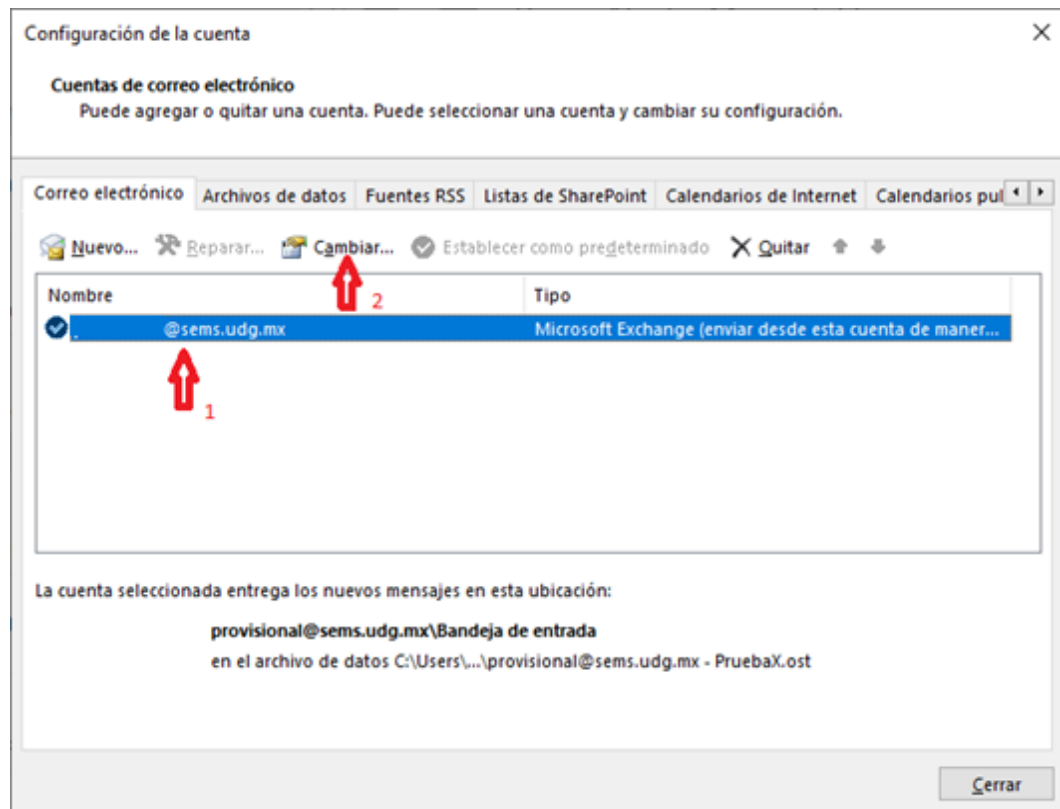 Configuración de la cuenta
Cuentas de correo electrónico
Puede agregar o quitar una cuenta. Puede seleccionar una cuenta y cambiar su configuración.
Correo electrónico Archivos de datos Fuentes RSS Listas de SharePoint Calendarios de Internet Calendarios pul
Nuevo... Reparar... Cambiar... Establecer como predeterminado Quitar
Nombre Tipo
2
@sems.udg.mx Microsoft Exchange (enviar desde esta cuenta de maner...
1
La cuenta seleccionada entrega los nuevos mensajes en esta ubicación:
provisional@sems.udg.mx\Bandeja de entrada
en el archivo de datos C:\Users\...\provisional@sems.udg.mx - PruebaX.ost
Cerrar